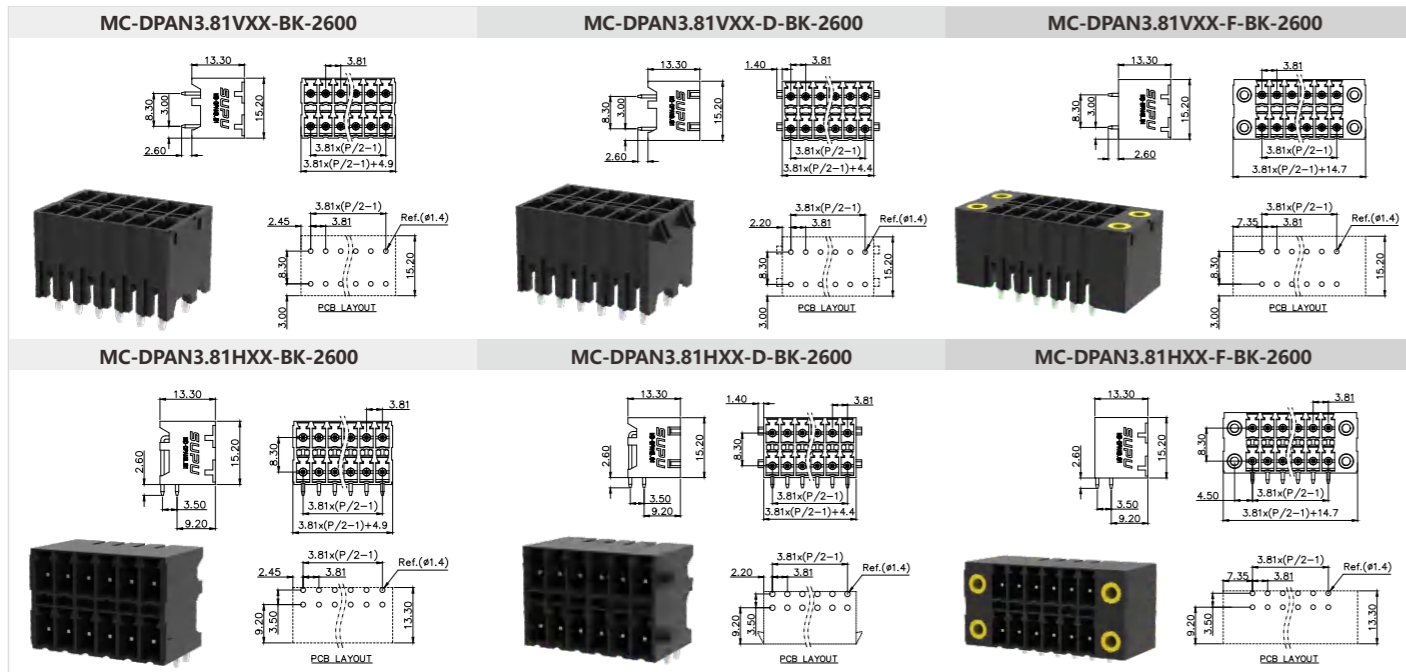 MC-DPAN3.81VXX-BK-2600
13.30
3.81
8.30
3.00
SUPU
15.20
2.60
3.81x(P/2-1)
3.81x(P/2-1)+4.9
3.81x(P/2-1)
2.45
3.81
Ref.(ø1.4)
8.30
15.20
3.00
PCB LAYOUT
MC-DPAN3.81VXX-D-BK-2600
13.30
1.40
3.81
8.30
3.00
SUPU
15.20
2.60
3.81x(P/2-1)
3.81x(P/2-1)+4.4
3.81x(P/2-1)
2.20
3.81
Ref.(ø1.4)
8.30
15.20
3.00
PCB LAYOUT
MC-DPAN3.81VXX-F-BK-2600
13.30
3.81
8.30
3.00
SUPU
15.20
2.60
3.81x(P/2-1)
3.81x(P/2-1)+14.7
3.81x(P/2-1)
7.35
3.81
Ref.(ø1.4)
8.30
15.20
3.00
PCB LAYOUT
MC-DPAN3.81HXX-BK-2600
13.30
3.81
SUPU
15.20
8.30
2.60
3.50
9.20
3.81x(P/2-1)
3.81x(P/2-1)+4.9
3.81x(P/2-1)
2.45
3.81
Ref.(ø1.4)
9.20
3.50
13.30
PCB LAYOUT
MC-DPAN3.81HXX-D-BK-2600
13.30
1.40
3.81
SUPU
15.20
8.30
2.60
3.50
9.20
3.81x(P/2-1)
3.81x(P/2-1)+4.4
3.81x(P/2-1)
2.20
3.81
Ref.(ø1.4)
9.20
3.50
PCB LAYOUT
MC-DPAN3.81HXX-F-BK-2600
13.30
3.81
SUPU
15.20
8.30
2.60
3.50
9.20
4.50
3.81x(P/2-1)
3.81x(P/2-1)+14.7
3.81x(P/2-1)
7.35
3.81
Ref.(ø1.4)
9.20
3.50
13.30
PCB LAYOUT